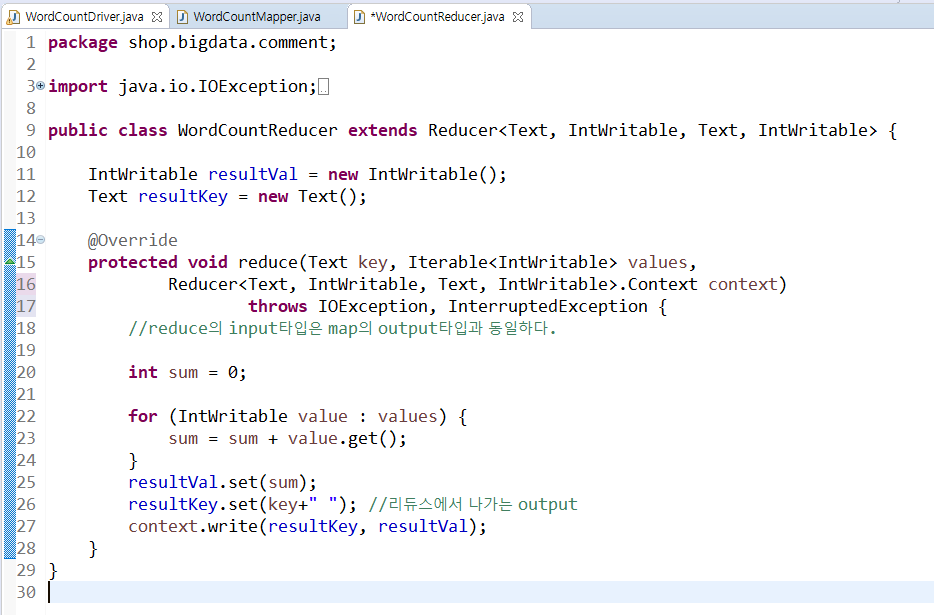 WordCountDriver.java WordCountMapper.java *WordCountReducer.java
1 package shop.bigdata.comment;
2
3 import java.io.IOException;
8
9 public class WordCountReducer extends Reducer<Text, IntWritable, Text, IntWritable> {
10
11     IntWritable resultVal = new IntWritable();
12     Text resultKey = new Text();
13
14     @Override
15     protected void reduce(Text key, Iterable<IntWritable> values,
16             Reducer<Text, IntWritable, Text, IntWritable>.Context context)
17                     throws IOException, InterruptedException {
18         //reduce의 input타입은 map의 output타입과 동일하다.
19
20         int sum = 0;
21
22         for (IntWritable value : values) {
23             sum = sum + value.get();
24         }
25         resultVal.set(sum);
26         resultKey.set(key+" "); //리듀스에서 나가는 output
27         context.write(resultKey, resultVal);
28     }
29 }
30